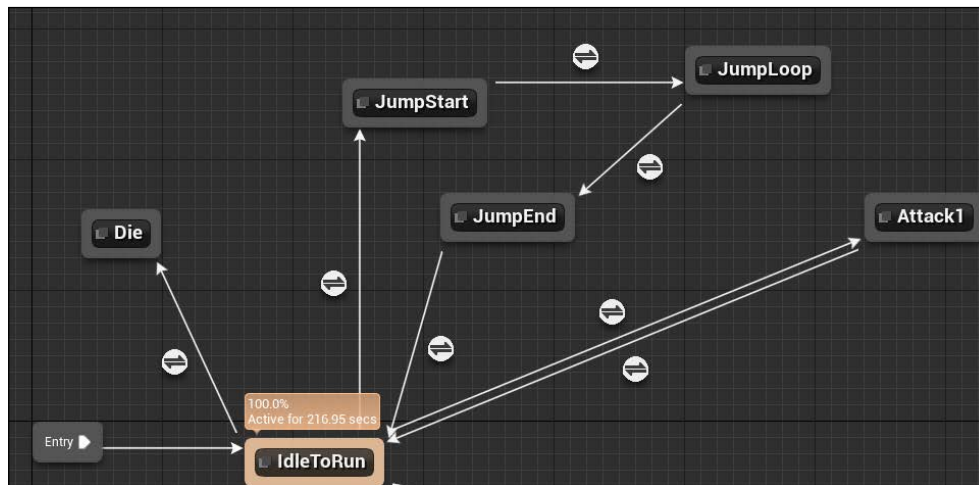 JumpLoop
JumpStart
JumpEnd
Attack1
Die
100.0%
Active for 216.95 secs
Entry
IdleToRun